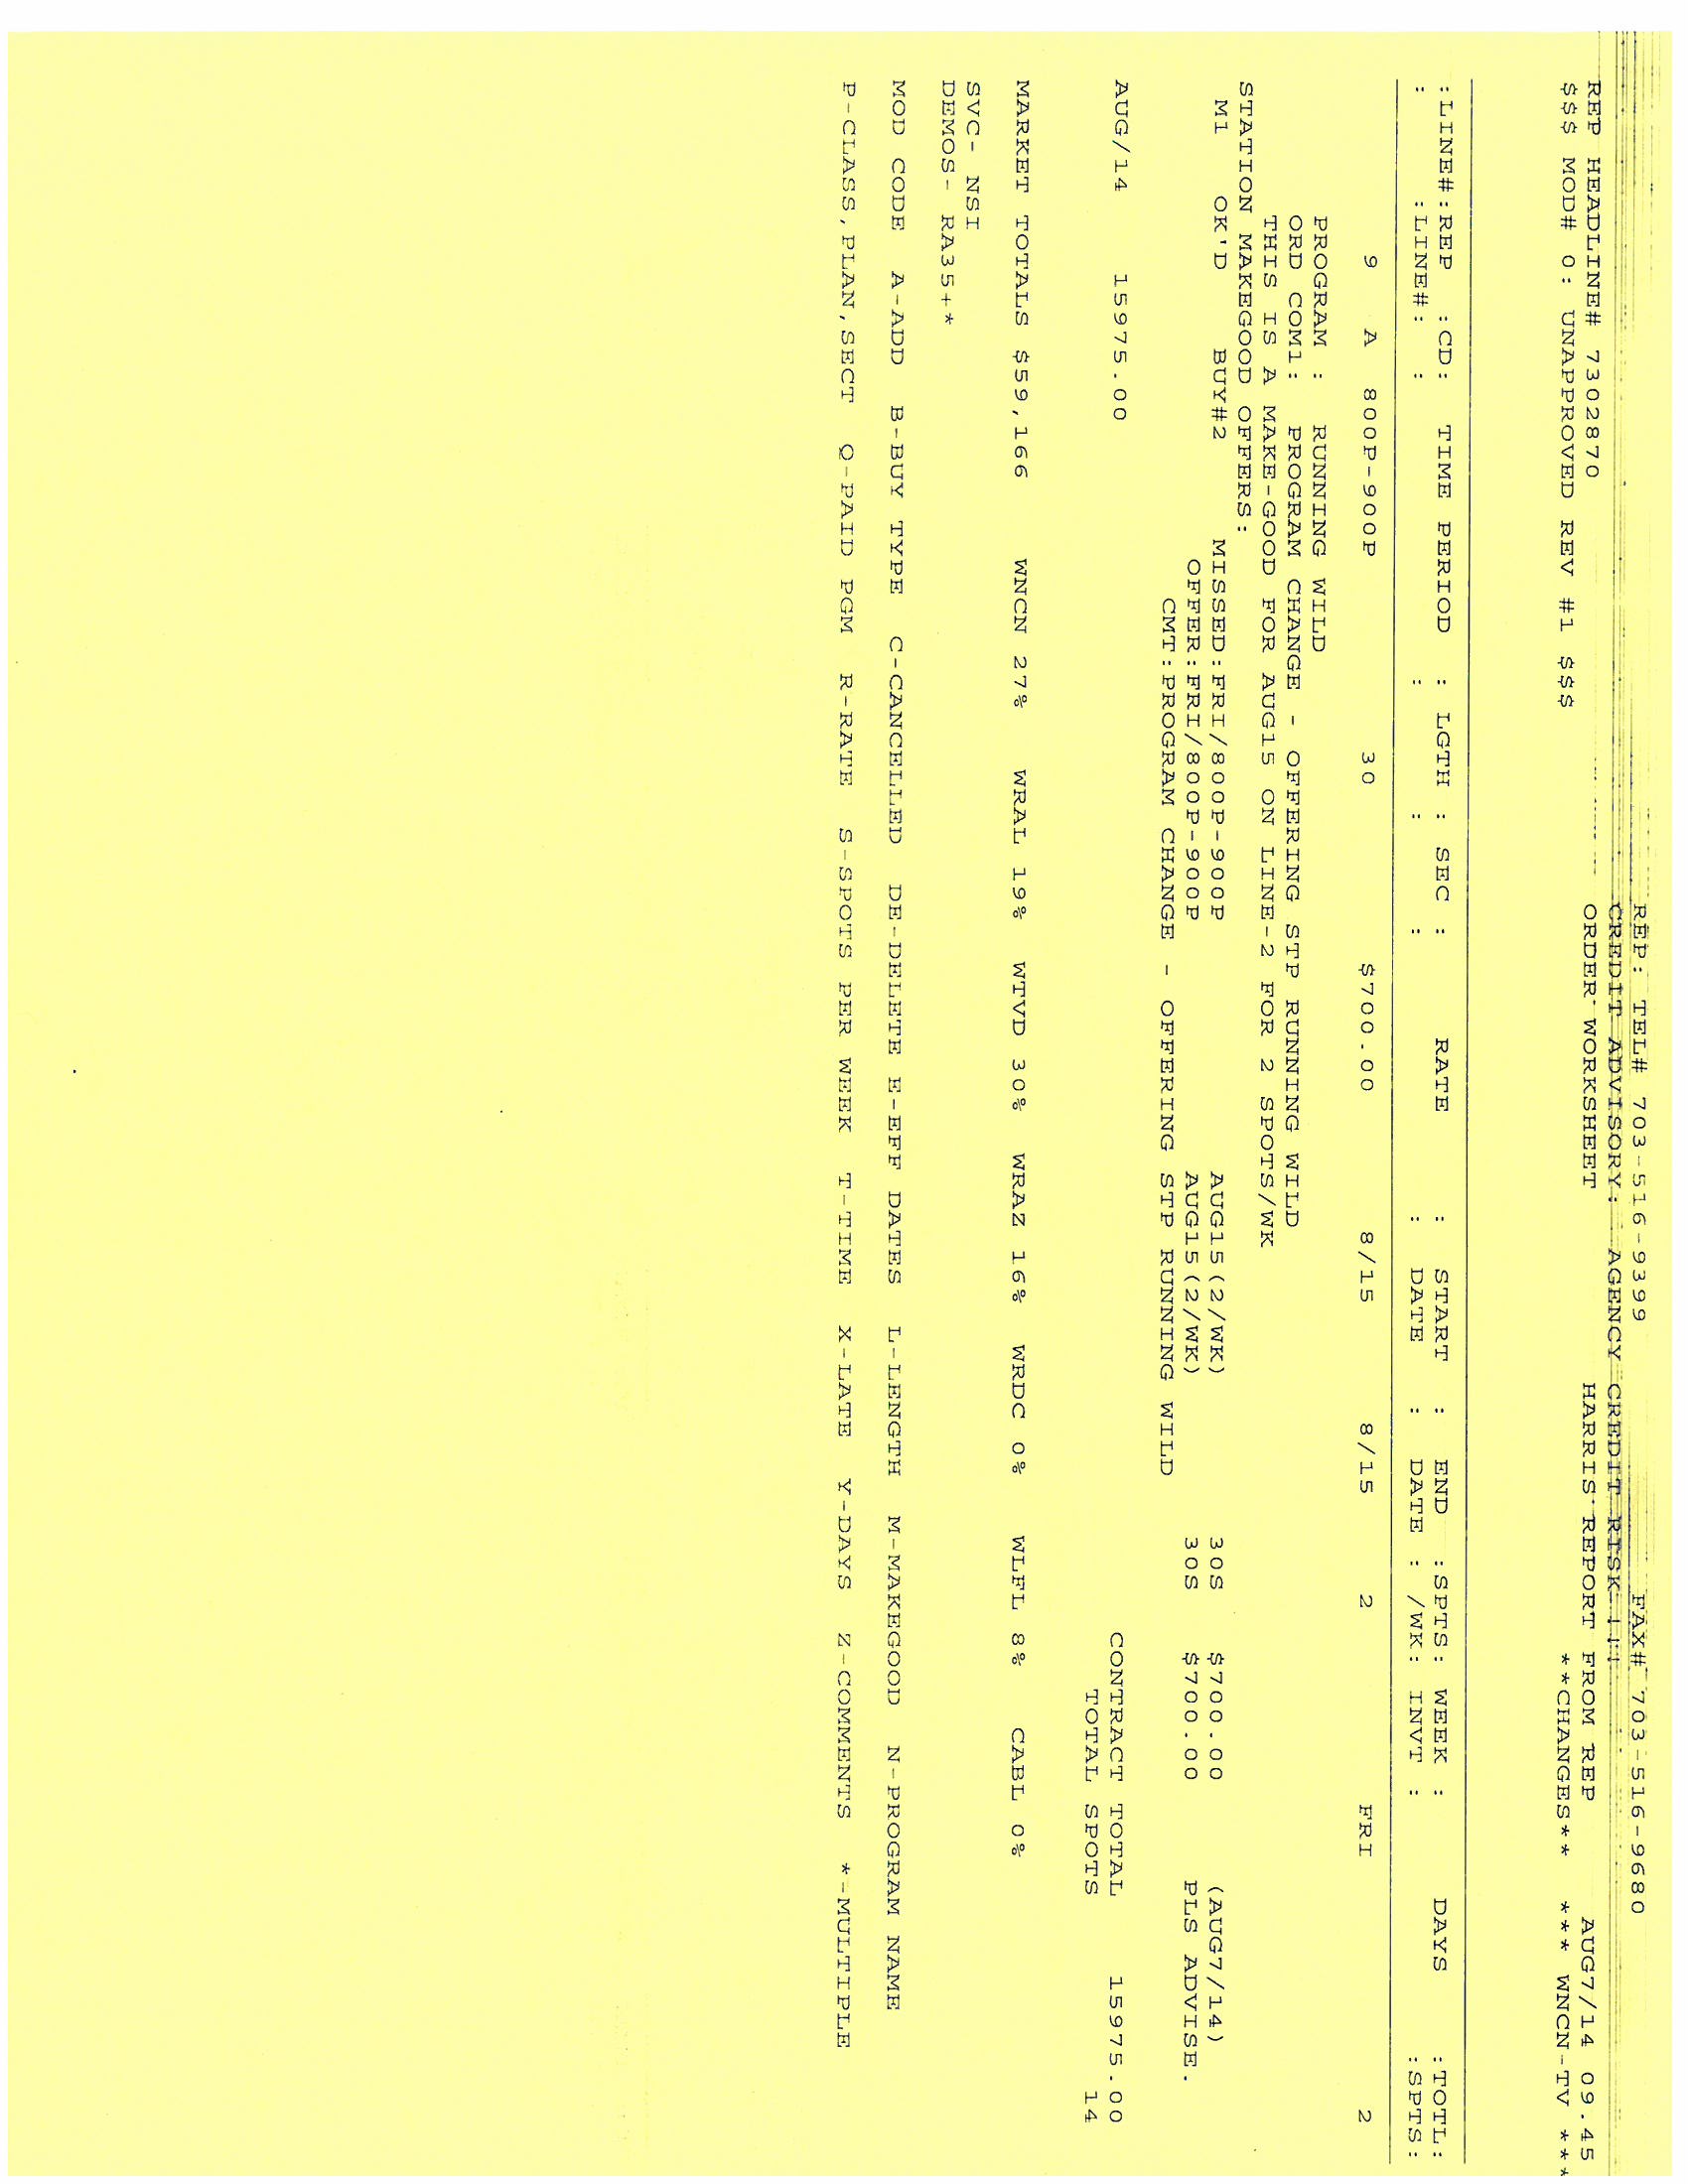 REP: TEL# 703-516-9399 FAX# 703-516-9680
CREDIT ADVISORY: AGENCY CREDIT RISK !!!
REP HEADLINE# 7302870 ORDER WORKSHEET HARRIS REPORT FROM REP AUG7/14 09.45
$$$ MOD# 0: UNAPPROVED REV #1 $$$ **CHANGES** *** WNCN-TV ***
:LINE#:REP :CD: TIME PERIOD : LGTH : SEC : RATE : START : END :SPTS: WEEK : DAYS :TOTL:
: :LINE#: : : : : : DATE : DATE : /WK: INVT : :SPTS:
9 A 800P-900P 30 $700.00 8/15 8/15 2 FRI 2
PROGRAM : RUNNING WILD
ORD COM1: PROGRAM CHANGE - OFFERING STP RUNNING WILD
THIS IS A MAKE-GOOD FOR AUG15 ON LINE-2 FOR 2 SPOTS/WK
STATION MAKEGOOD OFFERS:
M1 OK'D BUY#2 MISSED:FRI/800P-900P AUG15(2/WK) 30S $700.00 (AUG7/14)
OFFER:FRI/800P-900P AUG15(2/WK) 30S $700.00 PLS ADVISE.
CMT:PROGRAM CHANGE - OFFERING STP RUNNING WILD
AUG/14 15975.00 CONTRACT TOTAL 15975.00
TOTAL SPOTS 14
MARKET TOTALS $59,166 WNCN 27% WRAL 19% WTVD 30% WRAZ 16% WRDC 0% WLFL 8% CABL 0%
SVC- NSI
DEMOS- RA35+*
MOD CODE A-ADD B-BUY TYPE C-CANCELLED DE-DELETE E-EFF DATES L-LENGTH M-MAKEGOOD N-PROGRAM NAME
P-CLASS,PLAN,SECT Q-PAID PGM R-RATE S-SPOTS PER WEEK T-TIME X-LATE Y-DAYS Z-COMMENTS *-MULTIPLE